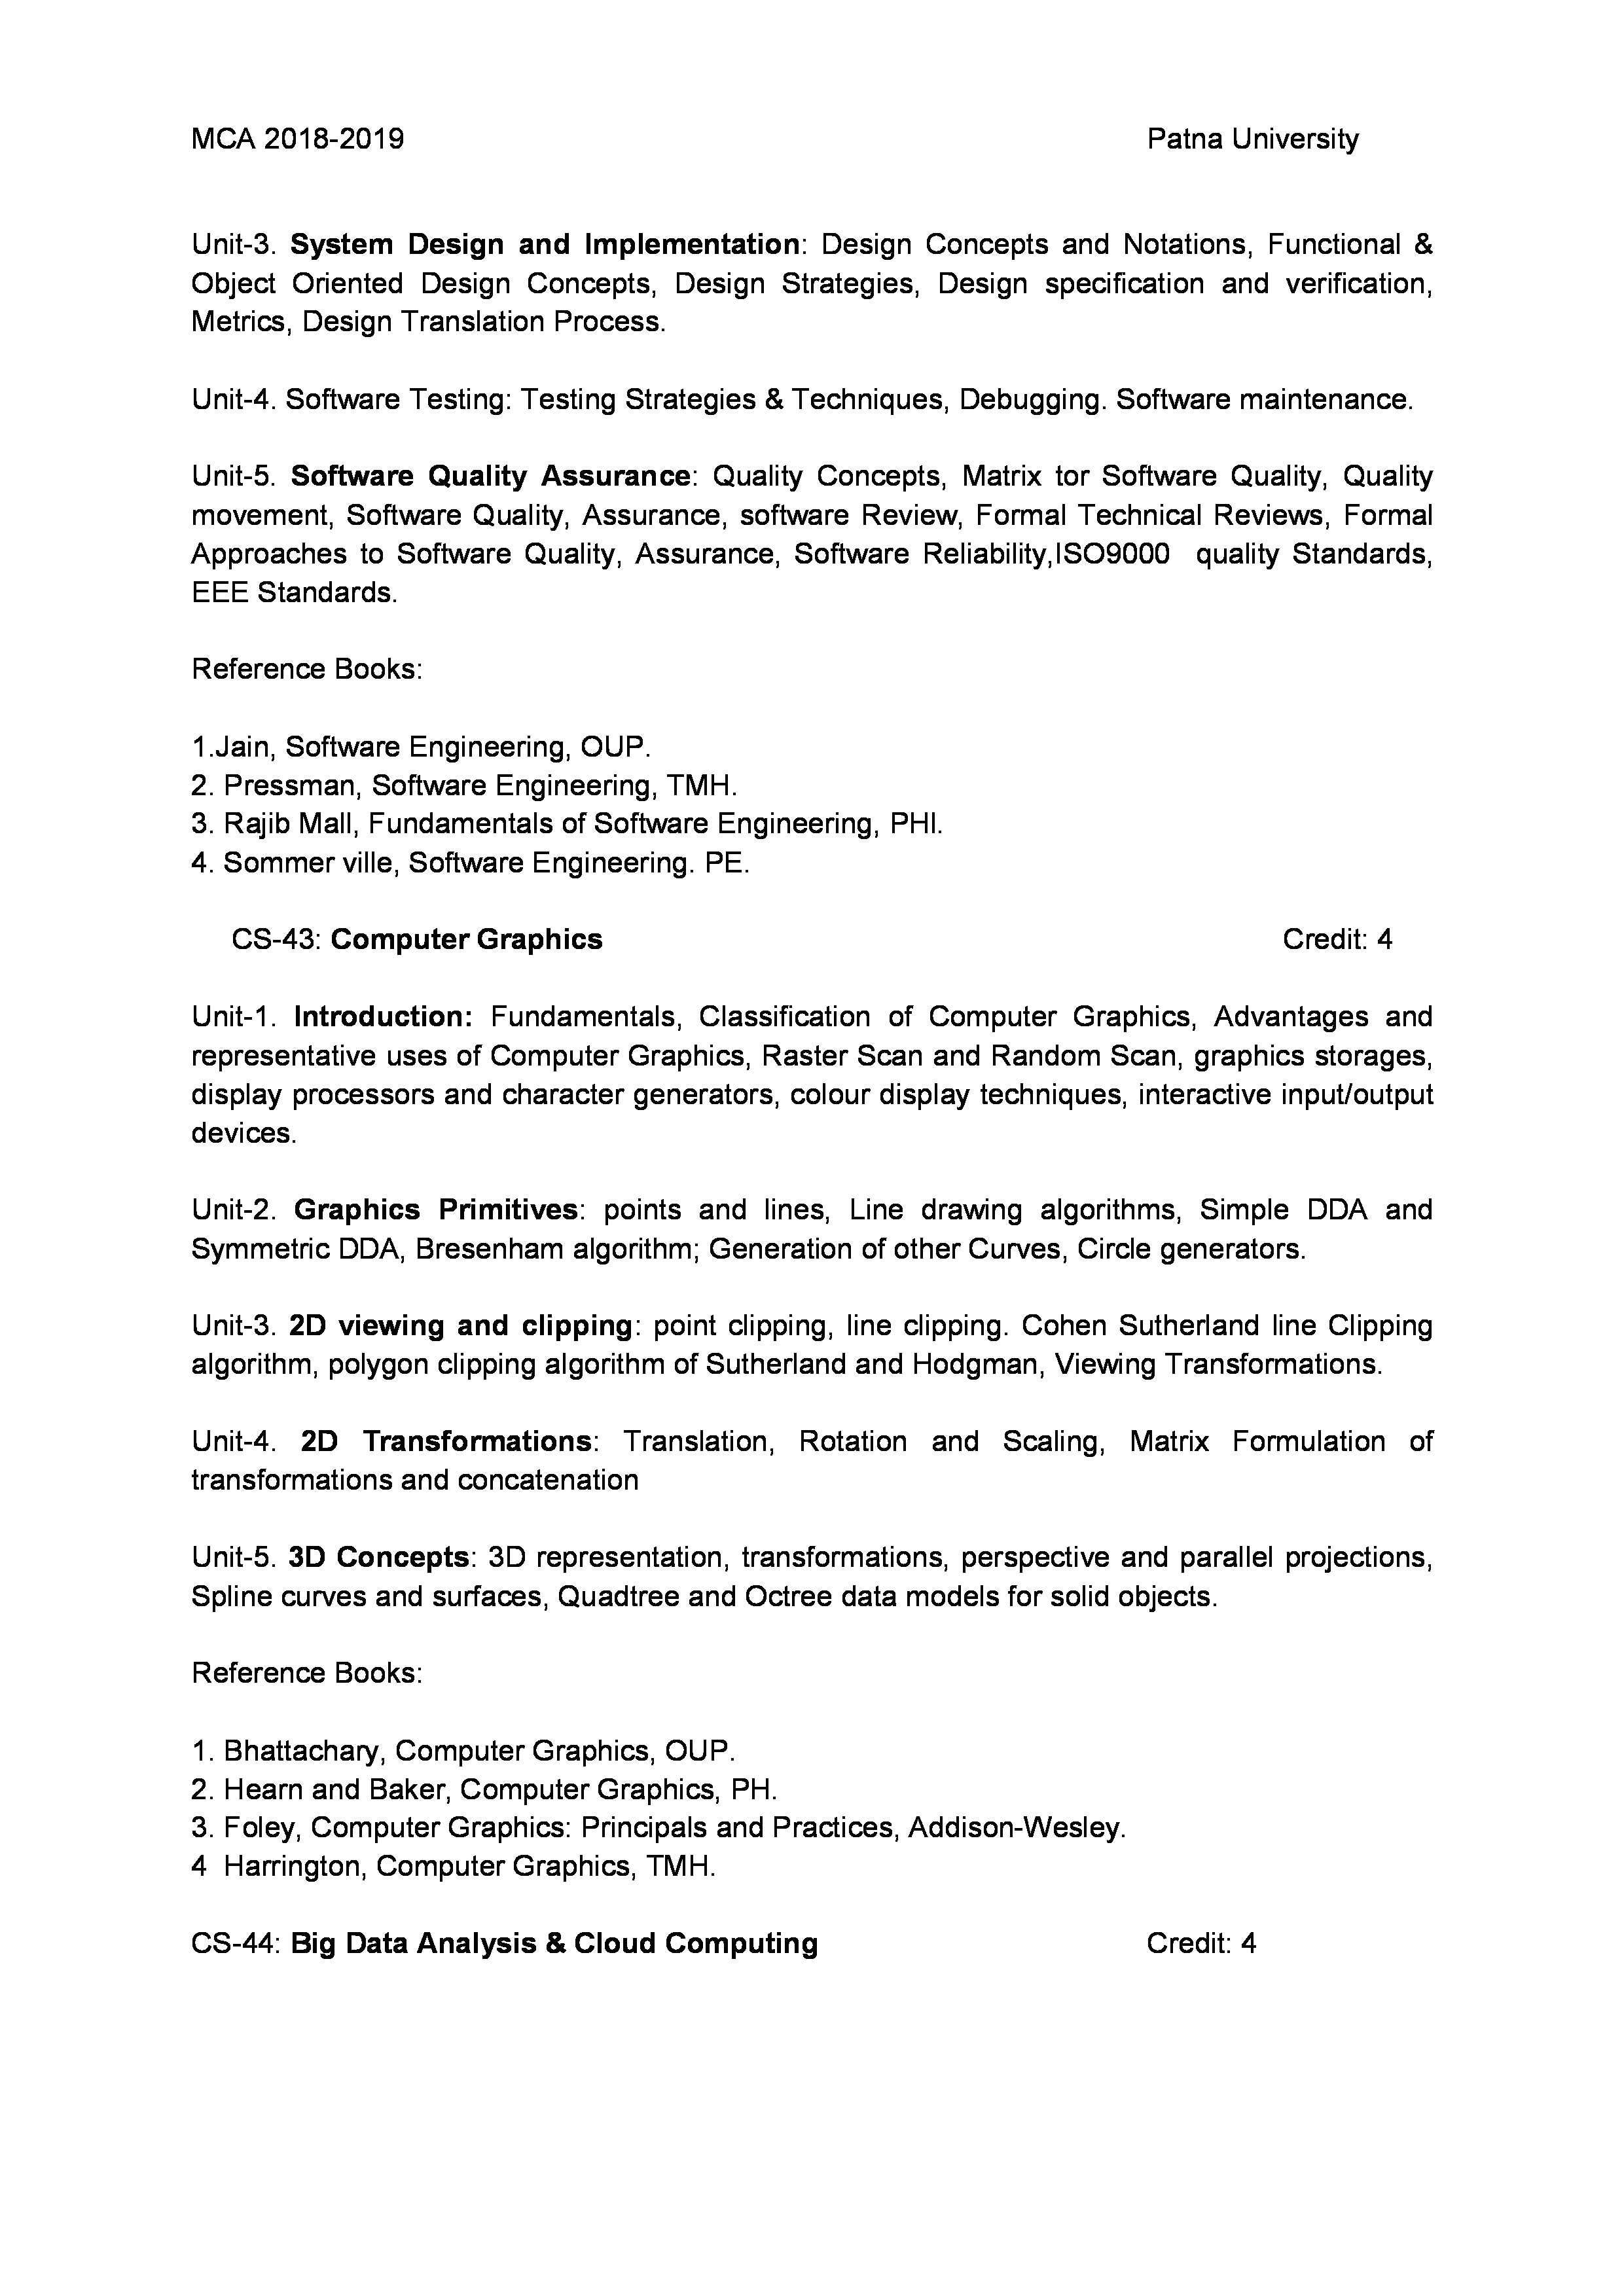 MCA 2018-2019 Patna University
Unit-3. System Design and Implementation: Design Concepts and Notations, Functional &
Object Oriented Design Concepts, Design Strategies, Design specification and verification,
Metrics, Design Translation Process.
Unit-4. Software Testing: Testing Strategies & Techniques, Debugging. Software maintenance.
Unit-5. Software Quality Assurance: Quality Concepts, Matrix tor Software Quality, Quality
movement, Software Quality, Assurance, software Review, Formal Technical Reviews, Formal
Approaches to Software Quality, Assurance, Software Reliability,ISO9000 quality Standards,
EEE Standards.
Reference Books:
1.Jain, Software Engineering, OUP.
2. Pressman, Software Engineering, TMH.
3. Rajib Mall, Fundamentals of Software Engineering, PHI.
4. Sommer ville, Software Engineering. PE.
CS-43: Computer Graphics Credit: 4
Unit-1. Introduction: Fundamentals, Classification of Computer Graphics, Advantages and
representative uses of Computer Graphics, Raster Scan and Random Scan, graphics storages,
display processors and character generators, colour display techniques, interactive input/output
devices.
Unit-2. Graphics Primitives: points and lines, Line drawing algorithms, Simple DDA and
Symmetric DDA, Bresenham algorithm; Generation of other Curves, Circle generators.
Unit-3. 2D viewing and clipping: point clipping, line clipping. Cohen Sutherland line Clipping
algorithm, polygon clipping algorithm of Sutherland and Hodgman, Viewing Transformations.
Unit-4. 2D Transformations: Translation, Rotation and Scaling, Matrix Formulation of
transformations and concatenation
Unit-5. 3D Concepts: 3D representation, transformations, perspective and parallel projections,
Spline curves and surfaces, Quadtree and Octree data models for solid objects.
Reference Books:
1. Bhattachary, Computer Graphics, OUP.
2. Hearn and Baker, Computer Graphics, PH.
3. Foley, Computer Graphics: Principals and Practices, Addison-Wesley.
4 Harrington, Computer Graphics, TMH.
CS-44: Big Data Analysis & Cloud Computing Credit: 4